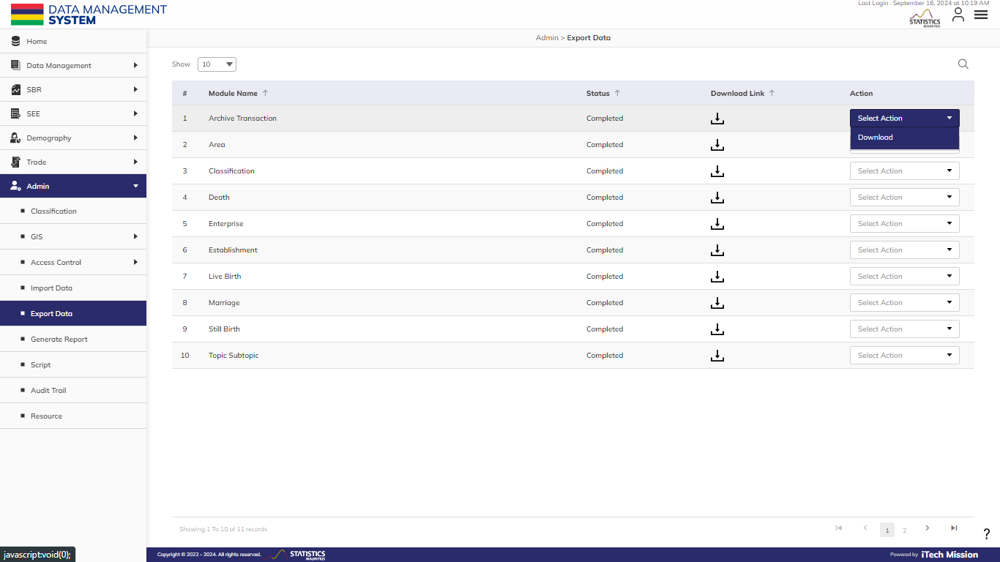 Last Login : September 16, 2024 at 10:19 AM
DATA MANAGEMENT
SYSTEM
STATISTICS
MAURITIUS
Admin > Export Data
Home
Data Management
SBR
SEE
Demography
Trade
Admin
Classification
GIS
Access Control
Import Data
Export Data
Generate Report
Script
Audit Trail
Resource
Show 10
# Module Name Status Download Link Action
1 Archive Transaction Completed Select Action
Download
2 Area Completed
3 Classification Completed Select Action
4 Death Completed Select Action
5 Enterprise Completed Select Action
6 Establishment Completed Select Action
7 Live Birth Completed Select Action
8 Marriage Completed Select Action
9 Still Birth Completed Select Action
10 Topic Subtopic Completed Select Action
Showing 1 To 10 of 11 records
1 2
?
javascript:void(0);
Copyright © 2022 - 2024. All rights reserved.
STATISTICS
MAURITIUS
Powered by iTech Mission